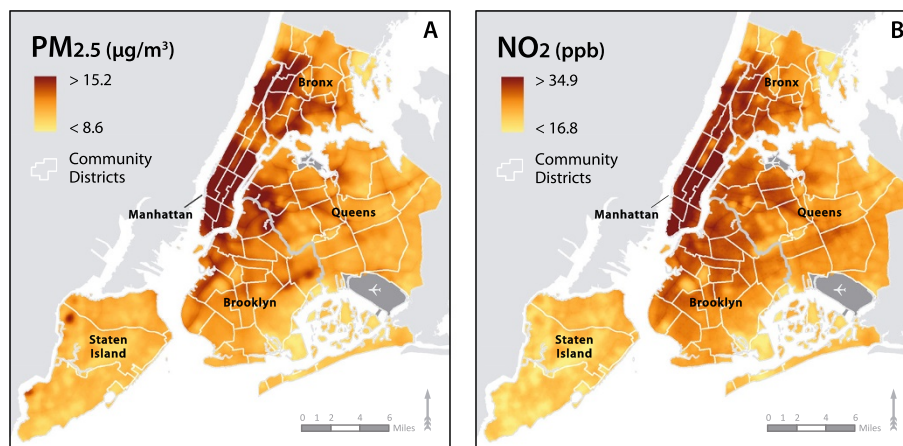 A
PM2.5 (µg/m³)
> 15.2
< 8.6
Community
Districts
Bronx
Manhattan
Queens
Brooklyn
Staten
Island
0 1 2 4 6
Miles
B
NO2 (ppb)
> 34.9
< 16.8
Community
Districts
Bronx
Manhattan
Queens
Brooklyn
Staten
Island
0 1 2 4 6
Miles